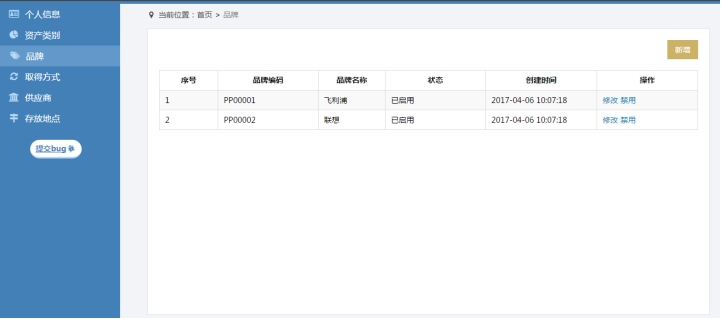 个人信息
资产类别
品牌
取得方式
供应商
存放地点
提交bug
当前位置：首页 > 品牌
新增
序号 品牌编码 品牌名称 状态 创建时间 操作
1 PP00001 飞利浦 已启用 2017-04-06 10:07:18 修改 禁用
2 PP00002 联想 已启用 2017-04-06 10:07:18 修改 禁用